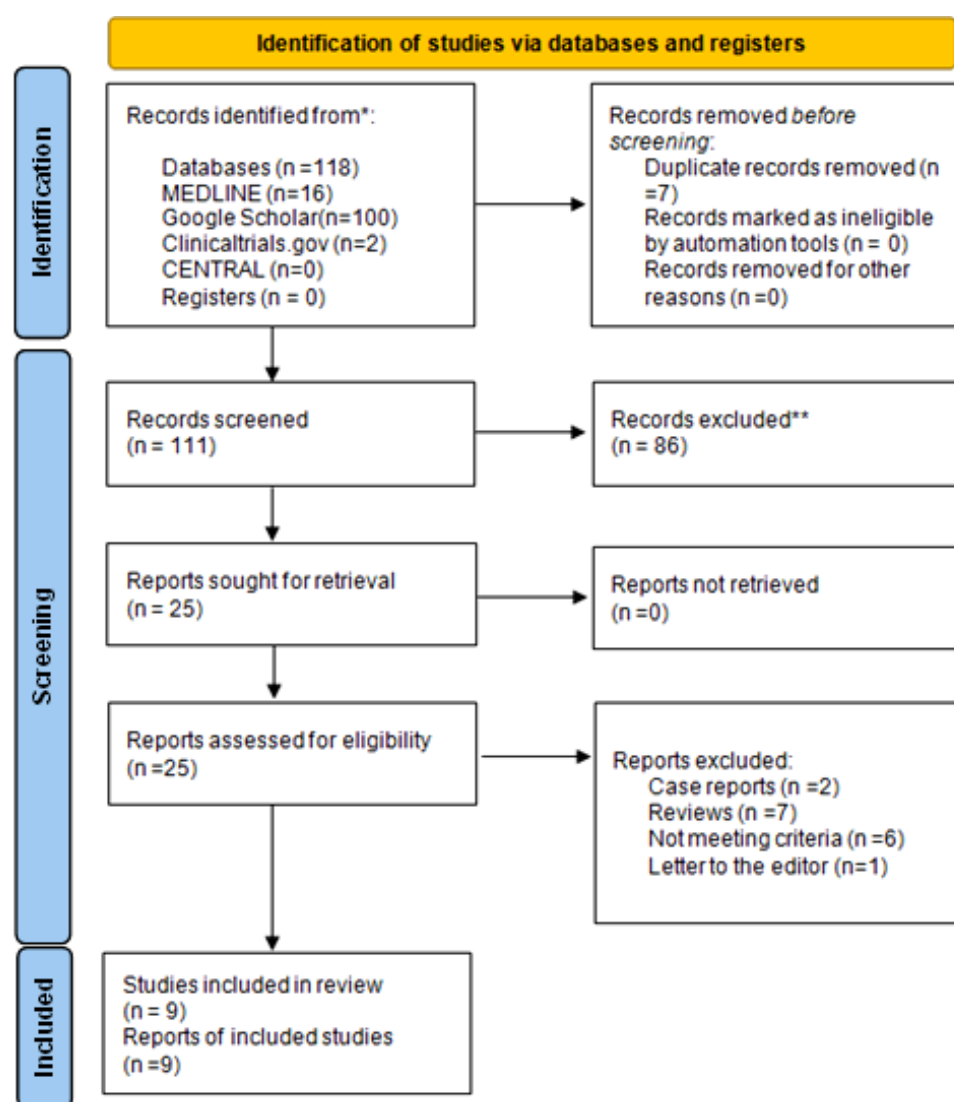 Identification of studies via databases and registers
Identification
Records identified from*:
Databases (n =118)
MEDLINE (n=16)
Google Scholar(n=100)
Clinicaltrials.gov (n=2)
CENTRAL (n=0)
Registers (n = 0)
Records removed before
screening:
Duplicate records removed (n
=7)
Records marked as ineligible
by automation tools (n = 0)
Records removed for other
reasons (n =0)
Screening
Records screened
(n = 111)
Records excluded**
(n = 86)
Reports sought for retrieval
(n = 25)
Reports not retrieved
(n =0)
Reports assessed for eligibility
(n =25)
Reports excluded:
Case reports (n =2)
Reviews (n =7)
Not meeting criteria (n =6)
Letter to the editor (n=1)
Included
Studies included in review
(n = 9)
Reports of included studies
(n =9)